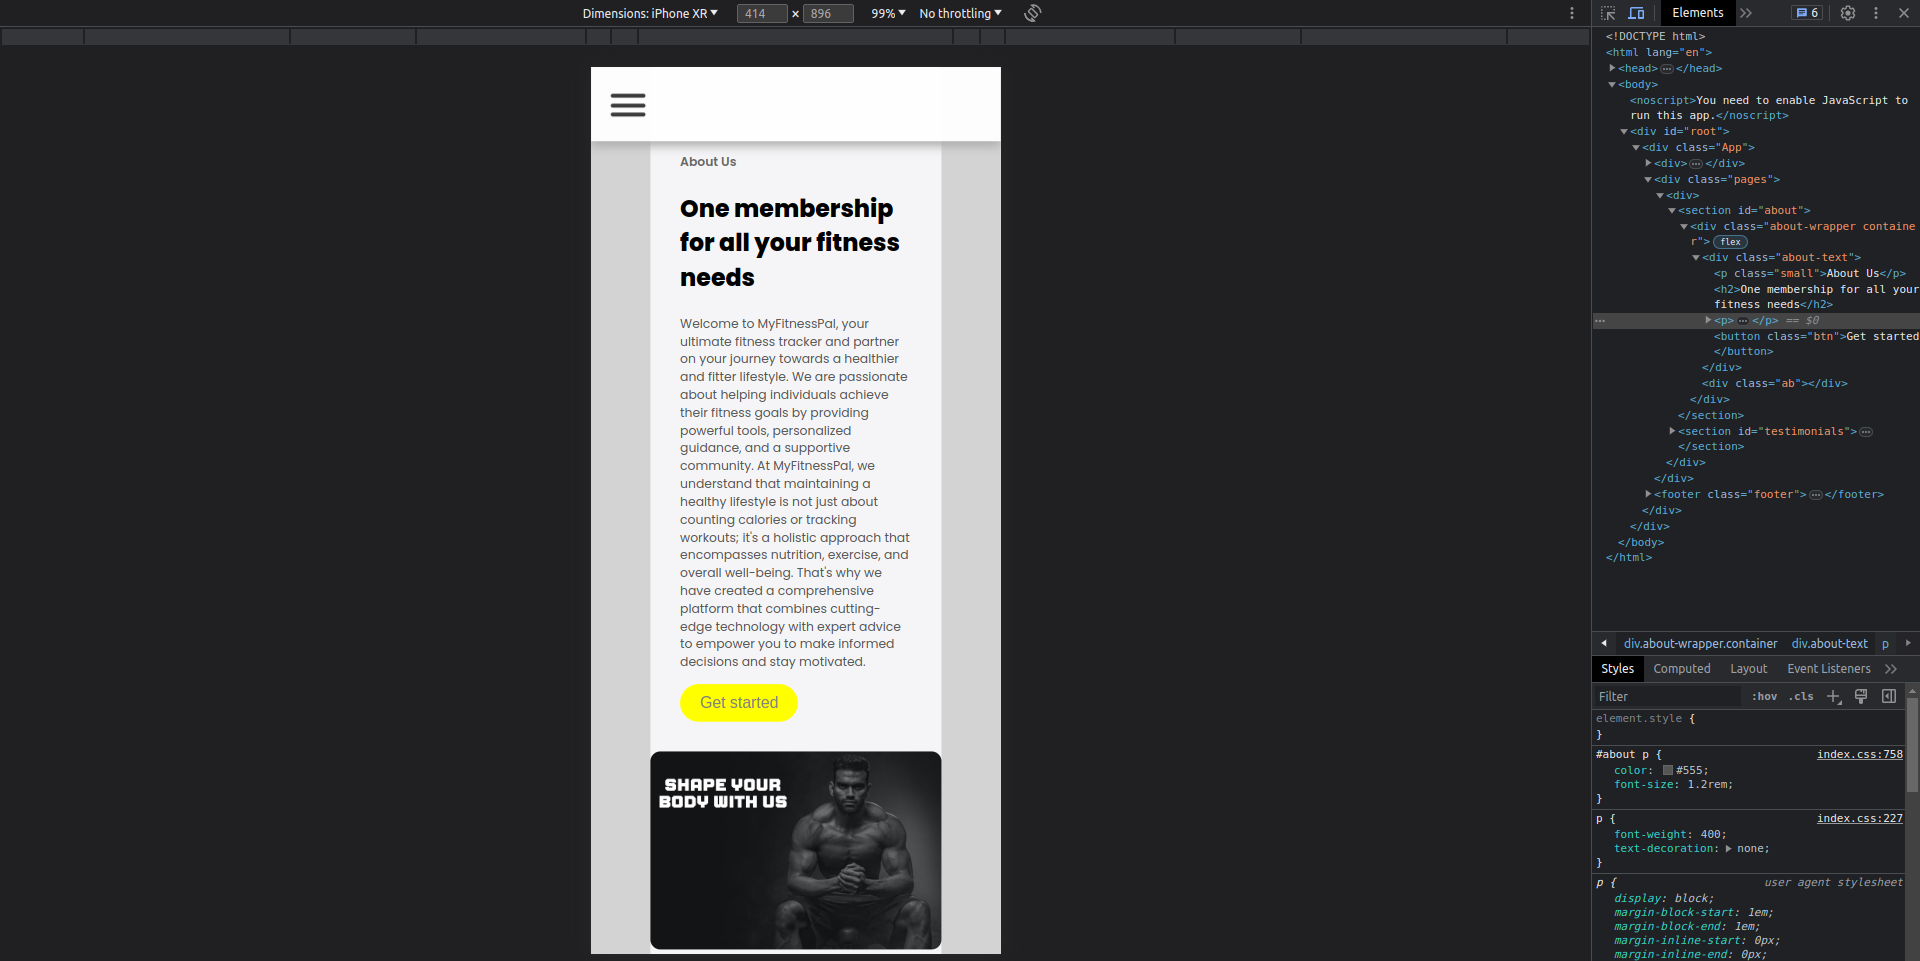 Dimensions: iPhone XR 414 × 896 99% No throttling
About Us
One membership
for all your fitness
needs
Welcome to MyFitnessPal, your
ultimate fitness tracker and partner
on your journey towards a healthier
and fitter lifestyle. We are passionate
about helping individuals achieve
their fitness goals by providing
powerful tools, personalized
guidance, and a supportive
community. At MyFitnessPal, we
understand that maintaining a
healthy lifestyle is not just about
counting calories or tracking
workouts; it's a holistic approach that
encompasses nutrition, exercise, and
overall well-being. That's why we
have created a comprehensive
platform that combines cutting-
edge technology with expert advice
to empower you to make informed
decisions and stay motivated.
Get started
SHAPE YOUR
BODY WITH US
Elements 6
<!DOCTYPE html>
<html lang="en">
<head> ··· </head>
<body>
<noscript>You need to enable JavaScript to
run this app.</noscript>
<div id="root">
<div class="App">
<div> ··· </div>
<div class="pages">
<div>
<section id="about">
<div class="about-wrapper containe
r"> flex
<div class="about-text">
<p class="small">About Us</p>
<h2>One membership for all your
fitness needs</h2>
··· <p> ··· </p> == $0
<button class="btn">Get started
</button>
</div>
<div class="ab"></div>
</div>
</section>
<section id="testimonials"> ···
</section>
</div>
</div>
<footer class="footer"> ··· </footer>
</div>
</div>
</body>
</html>
div.about-wrapper.container div.about-text p
Styles Computed Layout Event Listeners
Filter :hov .cls
element.style {
}
#about p { index.css:758
color: #555;
font-size: 1.2rem;
}
p { index.css:227
font-weight: 400;
text-decoration: none;
}
p { user agent stylesheet
display: block;
margin-block-start: 1em;
margin-block-end: 1em;
margin-inline-start: 0px;
margin-inline-end: 0px;